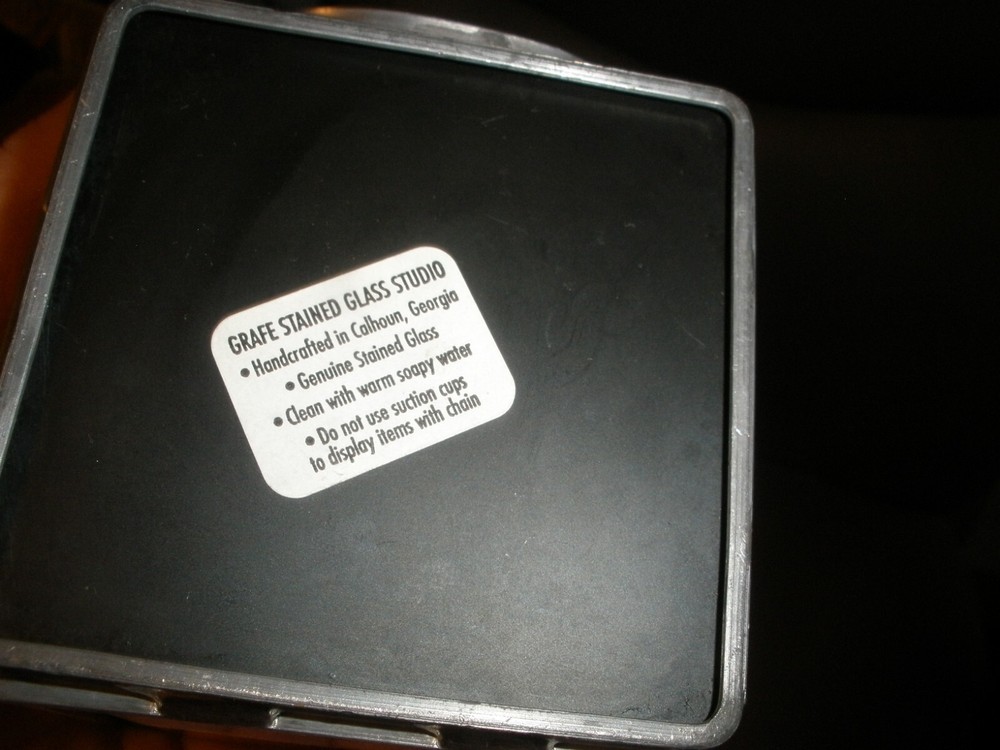 GRAFE STAINED GLASS STUDIO
• Handcrafted in Calhoun, Georgia
• Genuine Stained Glass
• Clean with warm soapy water
• Do not use suction cups
to display items with chain